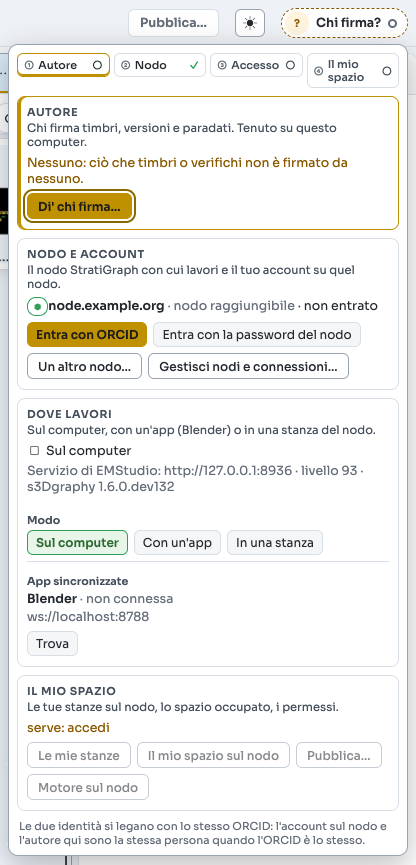 Pubblica...
? Chi firma?
1 Autore
2 Nodo ✓
3 Accesso
4 Il mio
spazio
AUTORE
Chi firma timbri, versioni e paradati. Tenuto su questo
computer.
Nessuno: ciò che timbri o verifichi non è firmato da
nessuno.
Di' chi firma...
NODO E ACCOUNT
Il nodo StratiGraph con cui lavori e il tuo account su quel
nodo.
node.example.org · nodo raggiungibile · non entrato
Entra con ORCID
Entra con la password del nodo
Un altro nodo...
Gestisci nodi e connessioni...
DOVE LAVORI
Sul computer, con un'app (Blender) o in una stanza del nodo.
Sul computer
Servizio di EMStudio: http://127.0.0.1:8936 · livello 93 ·
s3Dgraphy 1.6.0.dev132
Modo
Sul computer
Con un'app
In una stanza
App sincronizzate
Blender · non connessa
ws://localhost:8788
Trova
IL MIO SPAZIO
Le tue stanze sul nodo, lo spazio occupato, i permessi.
serve: accedi
Le mie stanze
Il mio spazio sul nodo
Pubblica...
Motore sul nodo
Le due identità si legano con lo stesso ORCID: l'account sul nodo e
l'autore qui sono la stessa persona quando l'ORCID è lo stesso.